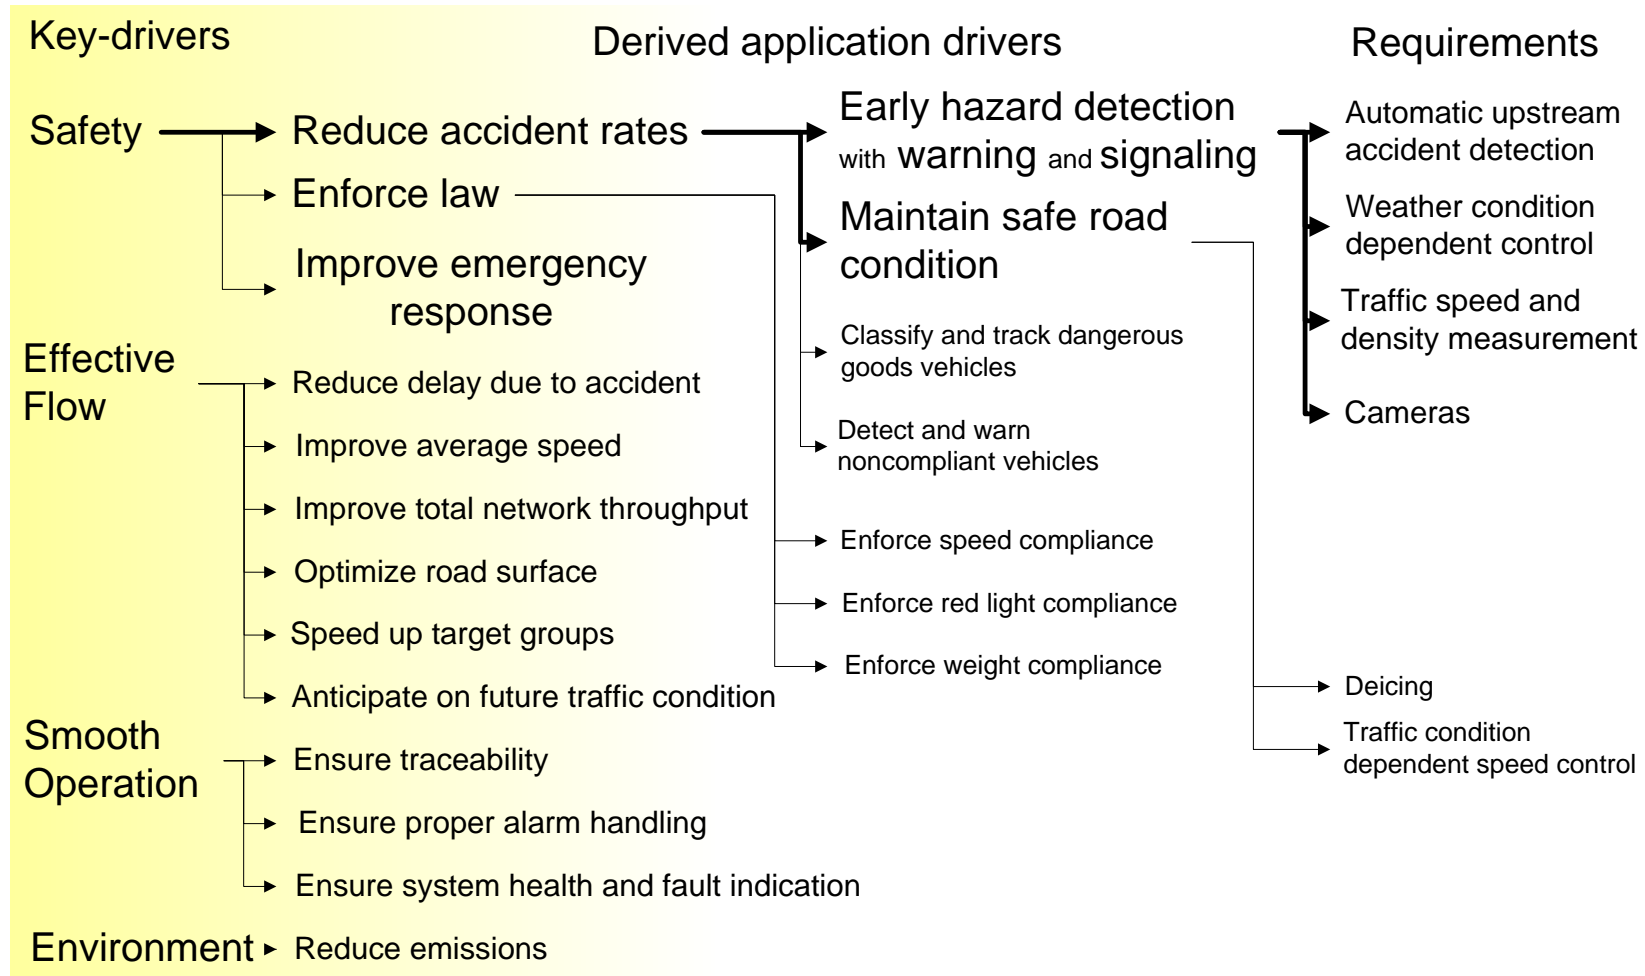 Key-drivers
Derived application drivers
Requirements
Safety
Reduce accident rates
Enforce law
Improve emergency
response
Effective
Flow
Reduce delay due to accident
Improve average speed
Improve total network throughput
Optimize road surface
Speed up target groups
Anticipate on future traffic condition
Smooth
Operation
Ensure traceability
Ensure proper alarm handling
Ensure system health and fault indication
Environment
Reduce emissions
Early hazard detection
with warning and signaling
Maintain safe road
condition
Classify and track dangerous
goods vehicles
Detect and warn
noncompliant vehicles
Enforce speed compliance
Enforce red light compliance
Enforce weight compliance
Automatic upstream
accident detection
Weather condition
dependent control
Traffic speed and
density measurement
Cameras
Deicing
Traffic condition
dependent speed control